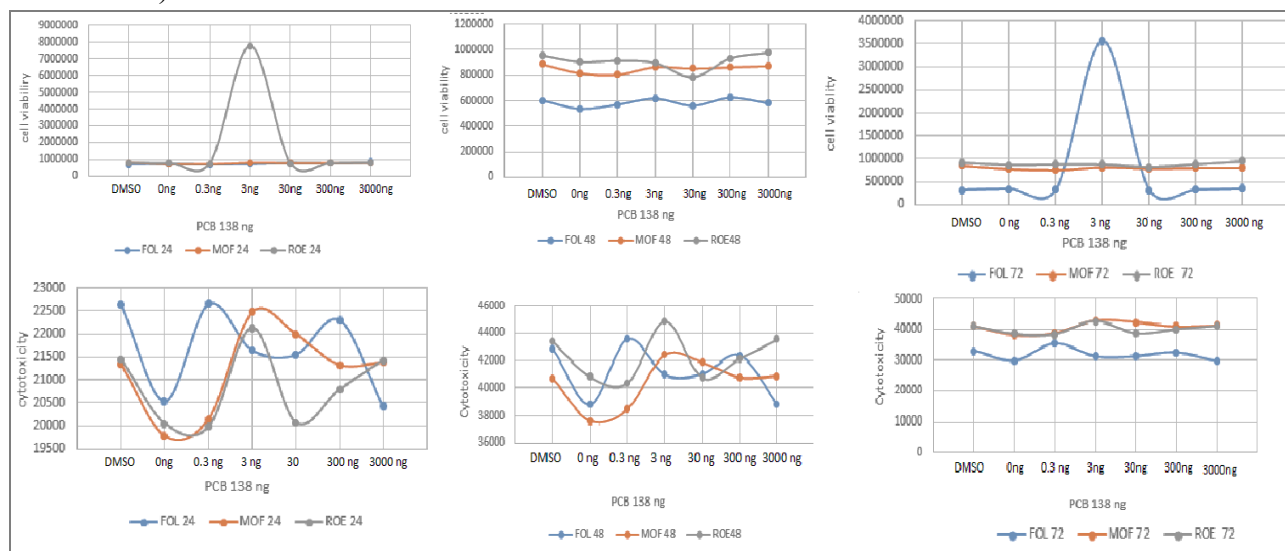 )
cell viability
9000000
8000000
7000000
6000000
5000000
4000000
3000000
2000000
1000000
0
DMSO 0ng 0.3ng 3ng 30ng 300ng 3000ng
PCB 138 ng
FOL 24 MOF 24 ROE 24
cell viability
1200000
1000000
800000
600000
400000
200000
0
DMSO 0ng 0.3ng 3ng 30ng 300ng 3000ng
PCB 138 ng
FOL 48 MOF 48 ROE48
cell viablity
4000000
3500000
3000000
2500000
2000000
1500000
1000000
500000
0
DMSO 0 ng 0.3 ng 3 ng 30 ng 300 ng 3000 ng
PCB 138 ng
FOL 72 MOF 72 ROE 72
cytotoxicity
23000
22500
22000
21500
21000
20500
20000
19500
DMSO 0ng 0.3 ng 3 ng 30 300 ng 3000 ng
PCB 138 ng
FOL 24 MOF 24 ROE 24
Cytotoxicity
46000
44000
42000
40000
38000
36000
DMSO 0ng 0.3 ng 3 ng 30ng 300 ng 3000 ng
PCB 138 ng
FOL 48 MOF 48 ROE48
Cytotoxicity
50000
40000
30000
20000
10000
0
DMSO 0ng 0.3 ng 3ng 30ng 300ng 3000ng
PCB 138 ng
FOL 72 MOF 72 ROE 72